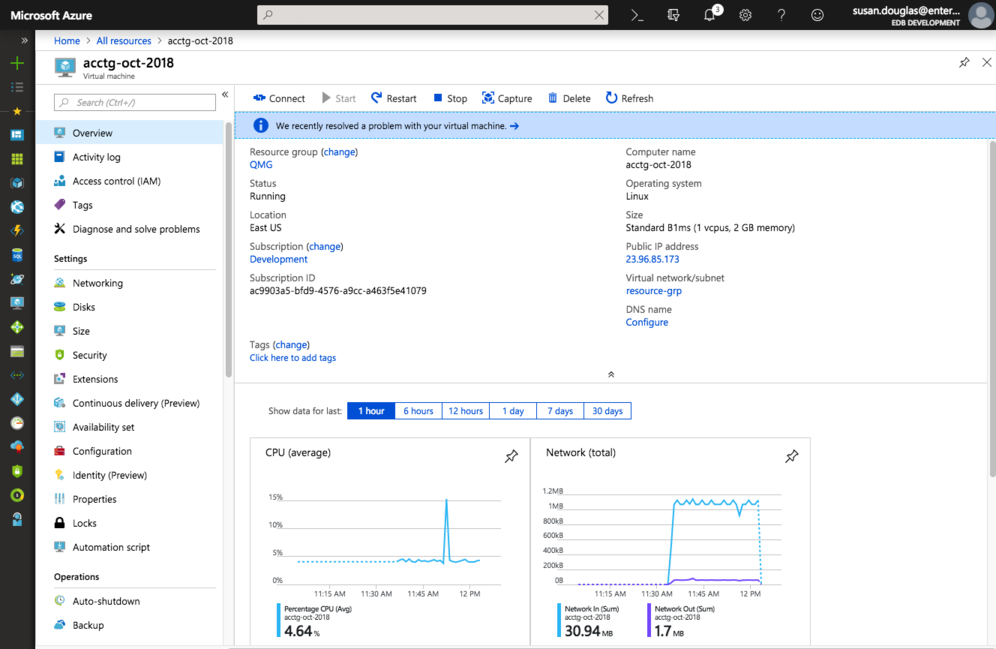 Microsoft Azure
3
susan.douglas@enter...
EDB DEVELOPMENT
Home > All resources > acctg-oct-2018
acctg-oct-2018
Virtual machine
Search (Ctrl+/)
Overview
Activity log
Access control (IAM)
Tags
Diagnose and solve problems
Settings
Networking
Disks
Size
Security
Extensions
Continuous delivery (Preview)
Availability set
Configuration
Identity (Preview)
Properties
Locks
Automation script
Operations
Auto-shutdown
Backup
Connect Start Restart Stop Capture Delete Refresh
We recently resolved a problem with your virtual machine. →
Resource group (change)
QMG
Status
Running
Location
East US
Subscription (change)
Development
Subscription ID
ac9903a5-bfd9-4576-a9cc-a463f5e41079
Computer name
acctg-oct-2018
Operating system
Linux
Size
Standard B1ms (1 vcpus, 2 GB memory)
Public IP address
23.96.85.173
Virtual network/subnet
resource-grp
DNS name
Configure
Tags (change)
Click here to add tags
Show data for last: 1 hour 6 hours 12 hours 1 day 7 days 30 days
CPU (average)
15%
10%
5%
0%
11:15 AM 11:30 AM 11:45 AM 12 PM
Percentage CPU (Avg)
acctg-oct-2018
4.64 %
Network (total)
1.2MB
1MB
800kB
600kB
400kB
200kB
0B
11:15 AM 11:30 AM 11:45 AM 12 PM
Network In (Sum)
acctg-oct-2018
30.94 MB
Network Out (Sum)
acctg-oct-2018
1.7 MB